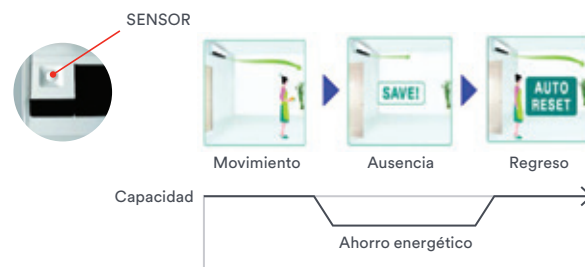 SENSOR
SAVE!
AUTO
RESET
Movimiento
Ausencia
Regreso
Capacidad
Ahorro energético